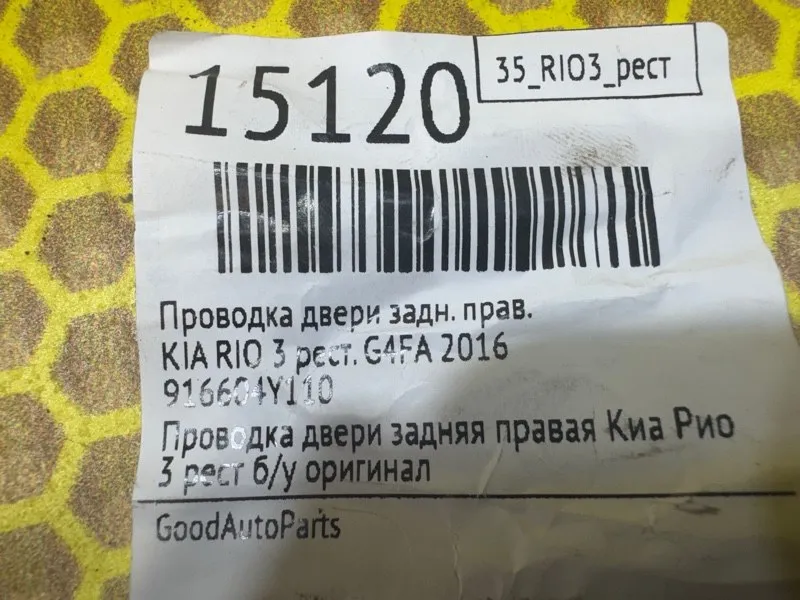 15120
35_RIO3_рест
Проводка двери задн. прав.
KIA RIO 3 рест. G4FA 2016
916604Y110
Проводка двери задняя правая Киа Рио
3 рест б/у оригинал
GoodAutoParts